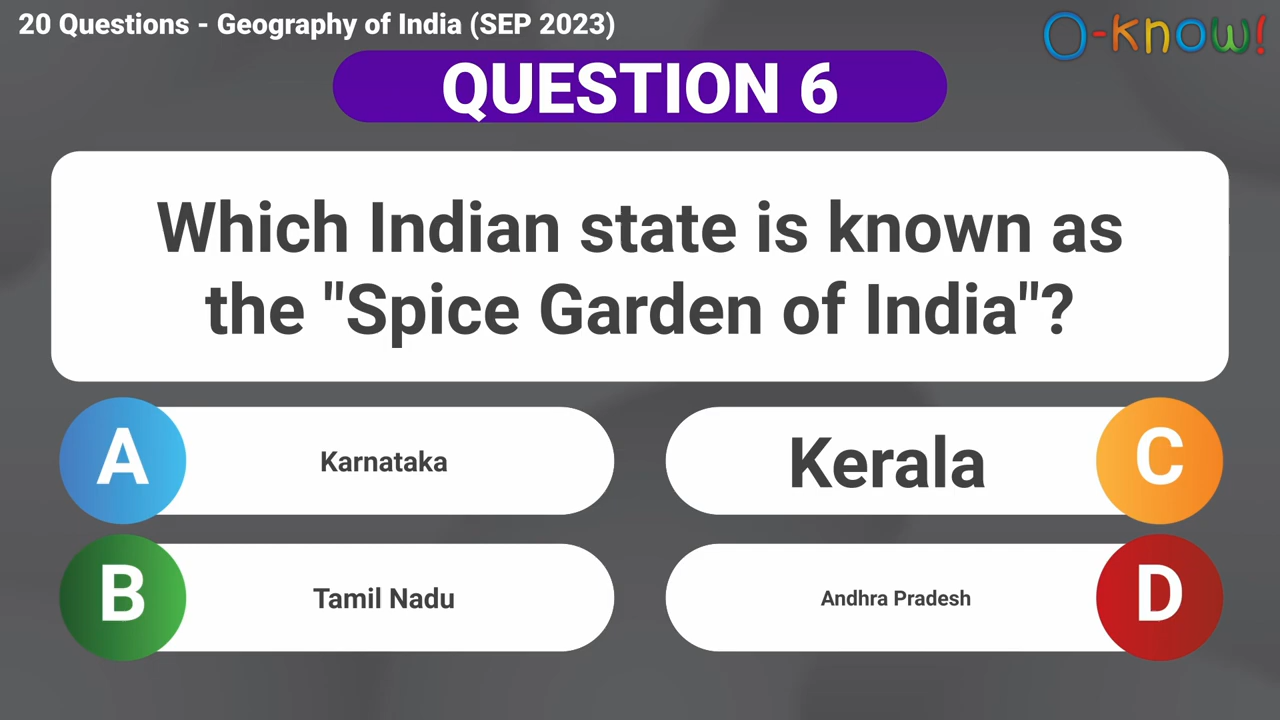 20 Questions - Geography of India (SEP 2023)
O-know!
QUESTION 6
Which Indian state is known as
the "Spice Garden of India"?
A
Karnataka
Kerala
C
B
Tamil Nadu
Andhra Pradesh
D